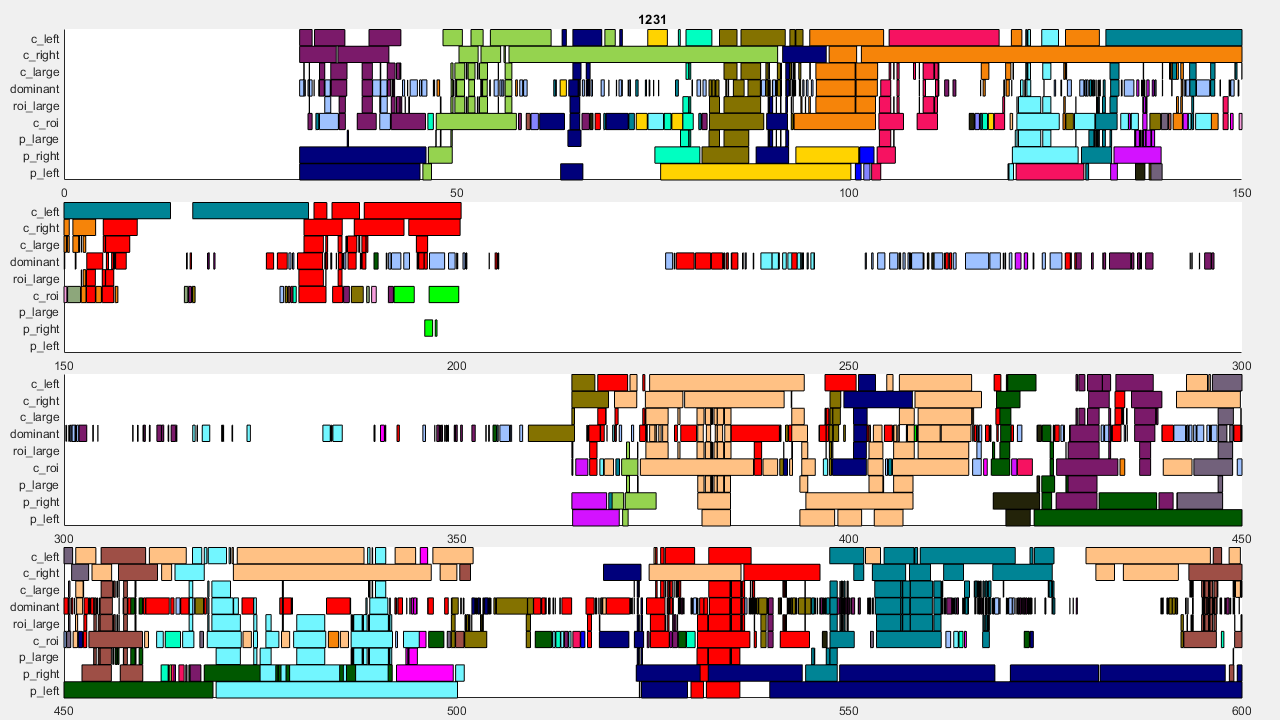 1231
c_left
c_right
c_large
dominant
roi_large
c_roi
p_large
p_right
p_left
0 50 100 150
c_left
c_right
c_large
dominant
roi_large
c_roi
p_large
p_right
p_left
150 200 250 300
c_left
c_right
c_large
dominant
roi_large
c_roi
p_large
p_right
p_left
300 350 400 450
c_left
c_right
c_large
dominant
roi_large
c_roi
p_large
p_right
p_left
450 500 550 600